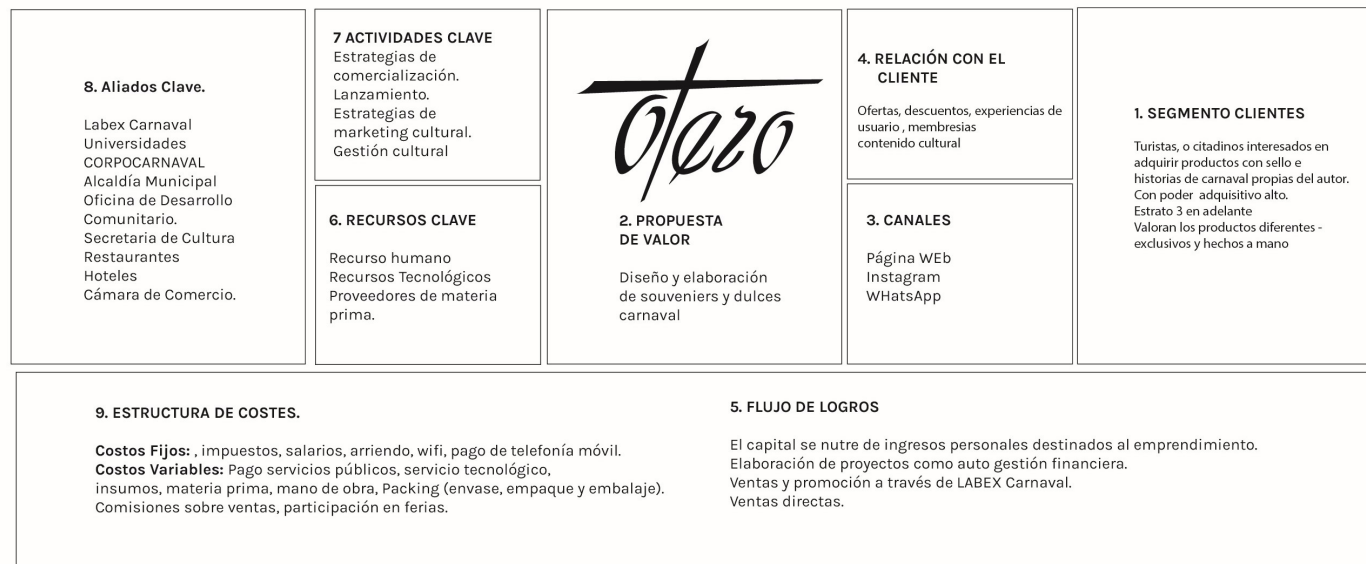 8. Aliados Clave.
Labex Carnaval
Universidades
CORPOCARNAVAL
Alcaldía Municipal
Oficina de Desarrollo
Comunitario.
Secretaria de Cultura
Restaurantes
Hoteles
Cámara de Comercio.
7 ACTIVIDADES CLAVE
Estrategias de
comercialización.
Lanzamiento.
Estrategias de
marketing cultural.
Gestión cultural
6. RECURSOS CLAVE
Recurso humano
Recursos Tecnológicos
Proveedores de materia
prima.
otero
2. PROPUESTA
DE VALOR
Diseño y elaboración
de souveniers y dulces
carnaval
4. RELACIÓN CON EL
CLIENTE
Ofertas, descuentos, experiencias de
usuario , membresias
contenido cultural
3. CANALES
Página WEb
Instagram
WHatsApp
1. SEGMENTO CLIENTES
Turistas, o citadinos interesados en
adquirir productos con sello e
historias de carnaval propias del autor.
Con poder  adquisitivo alto.
Estrato 3 en adelante
Valoran los productos diferentes -
exclusivos y hechos a mano
9. ESTRUCTURA DE COSTES.
Costos Fijos: , impuestos, salarios, arriendo, wifi, pago de telefonía móvil.
Costos Variables: Pago servicios públicos, servicio tecnológico,
insumos, materia prima, mano de obra, Packing (envase, empaque y embalaje).
Comisiones sobre ventas, participación en ferias.
5. FLUJO DE LOGROS
El capital se nutre de ingresos personales destinados al emprendimiento.
Elaboración de proyectos como auto gestión financiera.
Ventas y promoción a través de LABEX Carnaval.
Ventas directas.